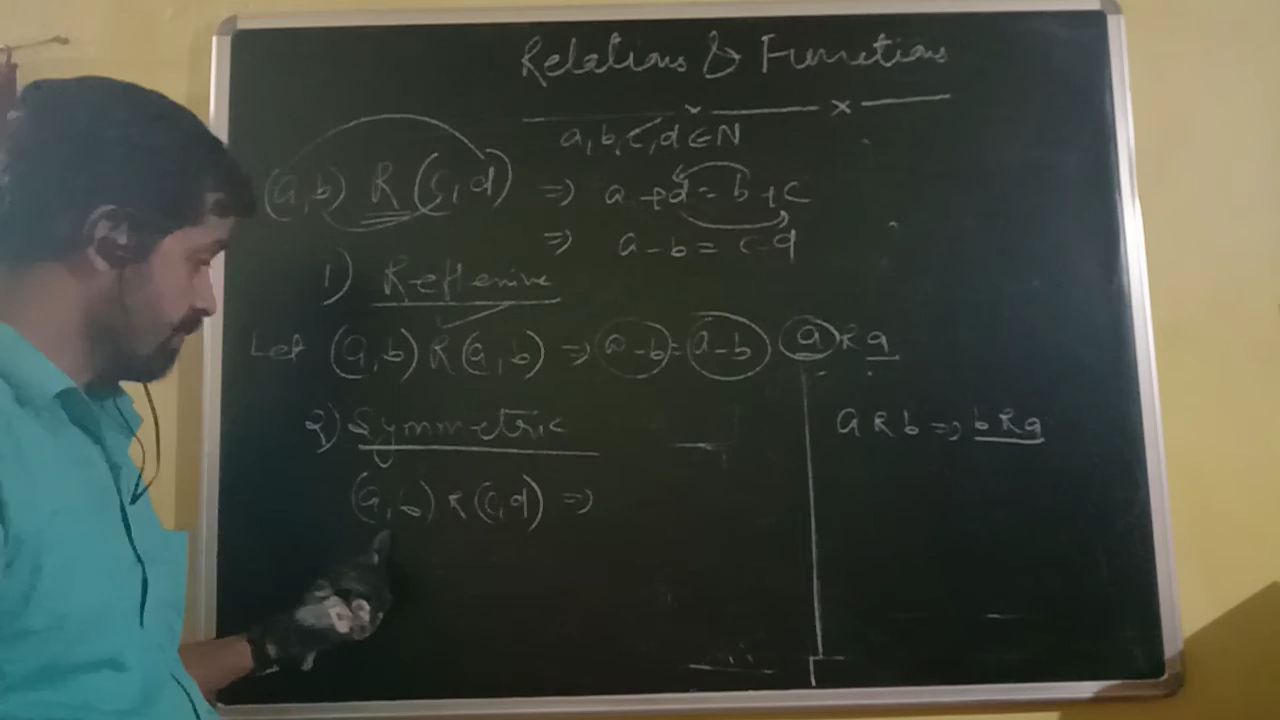 Relations & Functions
a, b, c, d ∈ N
(a, b) R (c, d) ⇒ a + d = b + c
⇒ a - b = c - d
1) Reflexive
Let (a, b) R (a, b) ⇒ a - b = a - b a R a
2) Symmetric
a R b ⇒ b R a
(a, b) R (c, d) ⇒